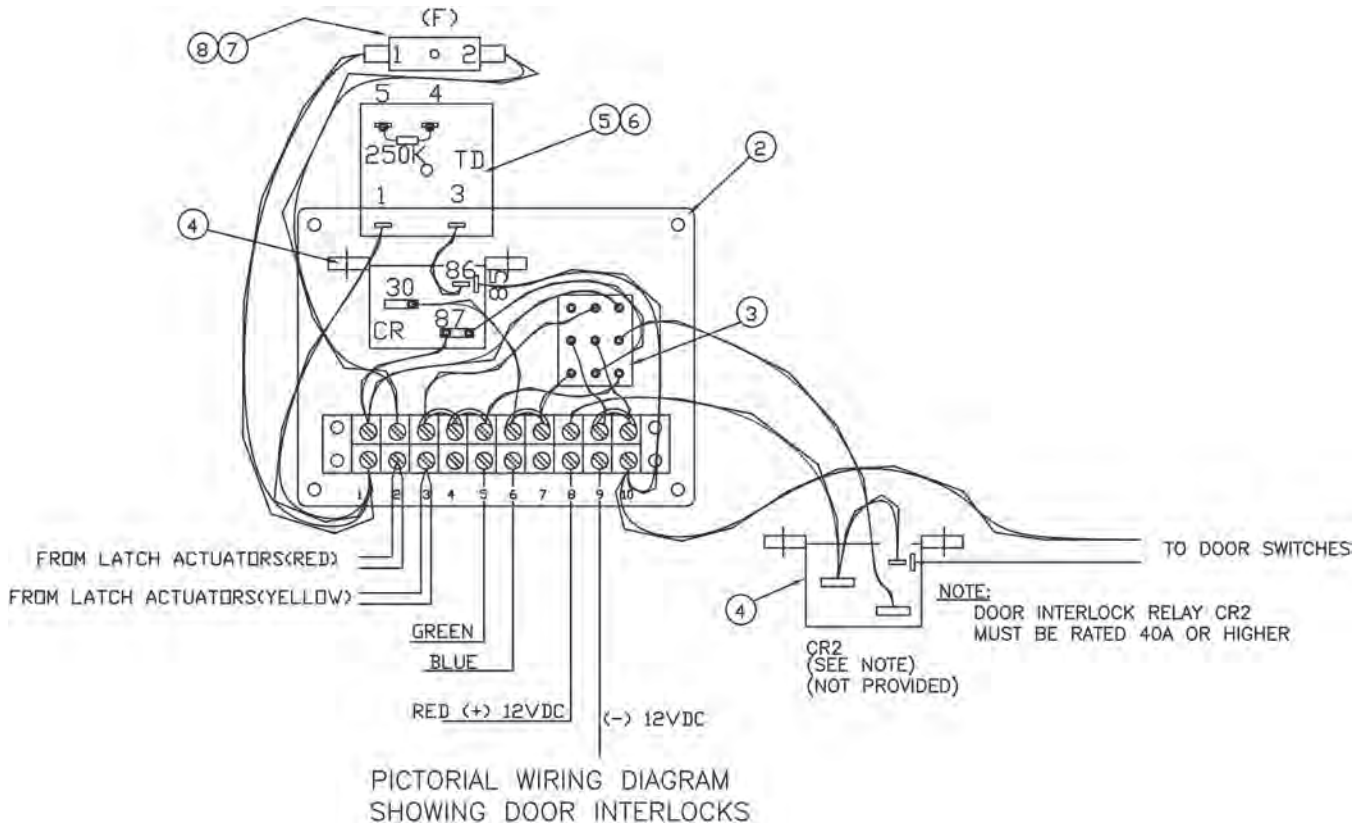 (F)
8 7
1 2
5 4
5 6
250K TD
2
1 3
4
86
85
30
87
CR
3
1 2 3 4 5 6 7 8 9 10
FROM LATCH ACTUATORS(RED)
TO DOOR SWITCHES
FROM LATCH ACTUATORS(YELLOW)
4
NOTE:
DOOR INTERLOCK RELAY CR2
MUST BE RATED 40A OR HIGHER
GREEN
CR2
(SEE NOTE)
(NOT PROVIDED)
BLUE
RED (+) 12VDC
(-) 12VDC
PICTORIAL WIRING DIAGRAM
SHOWING DOOR INTERLOCKS